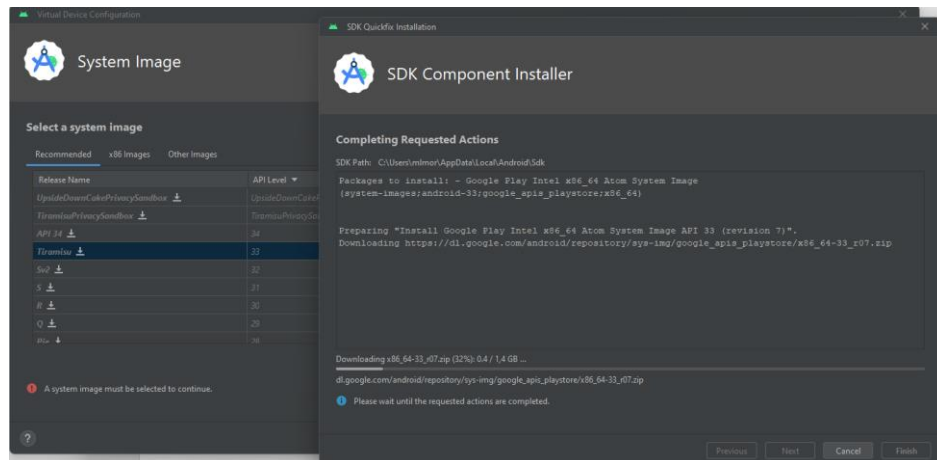 Virtual Device Configuration
System Image
Select a system image
Recommended x86 Images Other Images
Release Name API Level
UpsideDownCakePrivacySandbox UpsideDownCakeP
TiramisuPrivacySandbox TiramisuPrivacySa
API 34 34
Tiramisu 33
Sv2 32
S 31
R 30
Q 29
Pie 28
A system image must be selected to continue.
?
SDK Quickfix Installation
SDK Component Installer
Completing Requested Actions
SDK Path: C:\Users\mlmor\AppData\Local\Android\Sdk
Packages to install: - Google Play Intel x86_64 Atom System Image
(system-images;android-33;google_apis_playstore;x86_64)
Preparing "Install Google Play Intel x86_64 Atom System Image API 33 (revision 7)".
Downloading https://dl.google.com/android/repository/sys-img/google_apis_playstore/x86_64-33_r07.zip
Downloading x86_64-33_r07.zip (32%): 0.4 / 1,4 GB ...
dl.google.com/android/repository/sys-img/google_apis_playstore/x86_64-33_r07.zip
Please wait until the requested actions are completed.
Previous Next Cancel Finish